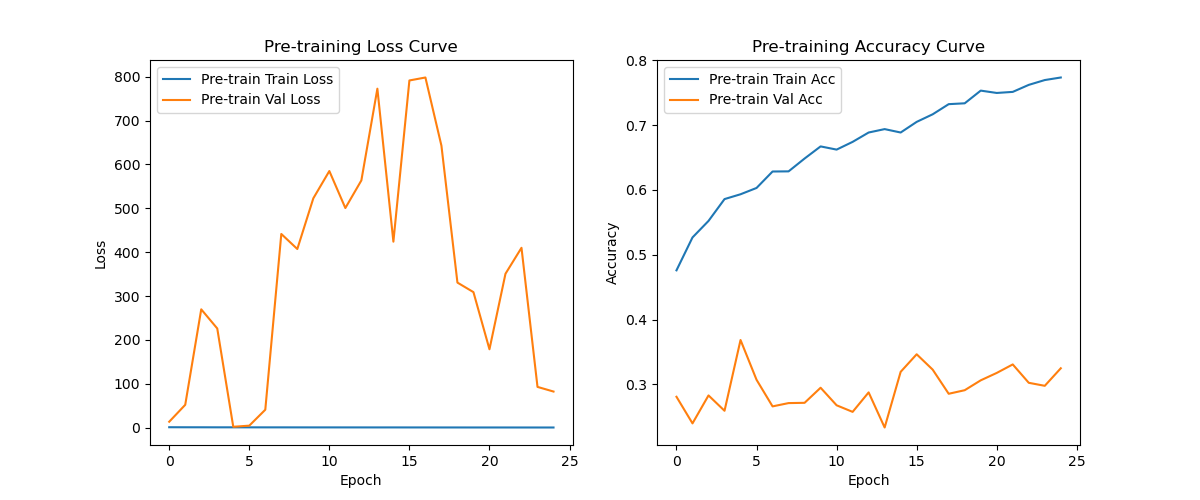 Pre-training Loss Curve
Pre-train Train Loss
Pre-train Val Loss
800
700
600
500
400
300
200
100
0
Loss
0 5 10 15 20 25
Epoch
Pre-training Accuracy Curve
Pre-train Train Acc
Pre-train Val Acc
0.8
0.7
0.6
0.5
0.4
0.3
Accuracy
0 5 10 15 20 25
Epoch